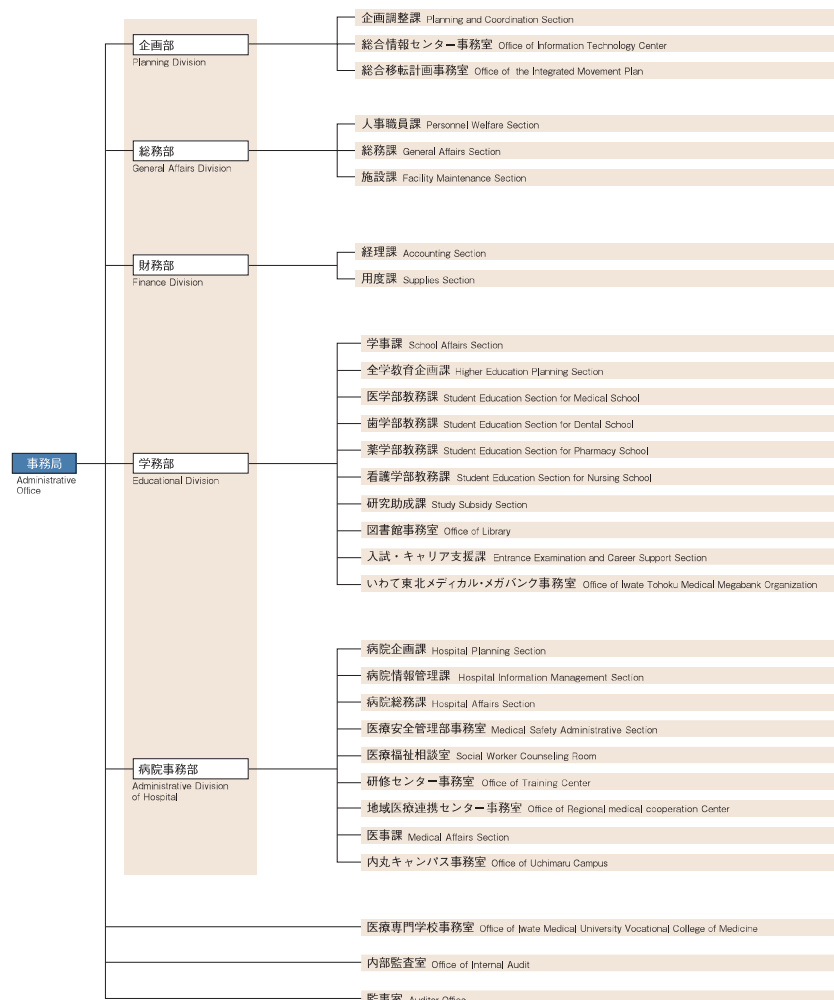 事務局
Administrative
Office
企画部
Planning Division
企画調整課 Planning and Coordination Section
総合情報センター事務室 Office of Information Technology Center
総合移転計画事務室 Office of the Integrated Movement Plan
総務部
General Affairs Division
人事職員課 Personnel Welfare Section
総務課 General Affairs Section
施設課 Facility Maintenance Section
財務部
Finance Division
経理課 Accounting Section
用度課 Supplies Section
学務部
Educational Division
学事課 School Affairs Section
全学教育企画課 Higher Education Planning Section
医学部教務課 Student Education Section for Medical School
歯学部教務課 Student Education Section for Dental School
薬学部教務課 Student Education Section for Pharmacy School
看護学部教務課 Student Education Section for Nursing School
研究助成課 Study Subsidy Section
図書館事務室 Office of Library
入試・キャリア支援課 Entrance Examination and Career Support Section
いわて東北メディカル・メガバンク事務室 Office of Iwate Tohoku Medical Megabank Organization
病院事務部
Administrative Division
of Hospital
病院企画課 Hospital Planning Section
病院情報管理課 Hospital Information Management Section
病院総務課 Hospital Affairs Section
医療安全管理部事務室 Medical Safety Administrative Section
医療福祉相談室 Social Worker Counseling Room
研修センター事務室 Office of Training Center
地域医療連携センター事務室 Office of Regional medical cooperation Center
医事課 Medical Affairs Section
内丸キャンパス事務室 Office of Uchimaru Campus
医療専門学校事務室 Office of Iwate Medical University Vocational College of Medicine
内部監査室 Office of Internal Audit
監事室 Auditor Office